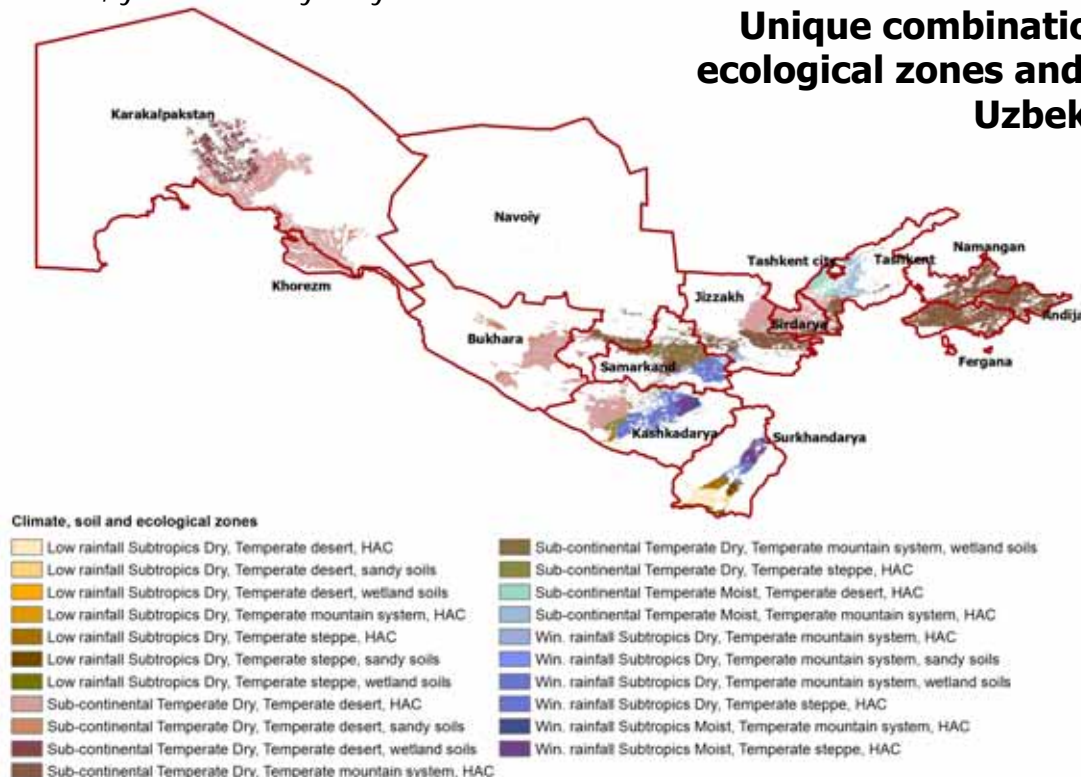 Unique combinatio
ecological zones and
Uzbek
Karakalpakstan
Navoiy
Khorezm
Tashkent city
Tashkent
Namangan
Jizzakh
Sirdarya
Andija
Bukhara
Samarkand
Fergana
Kashkadarya
Surkhandarya
Climate, soil and ecological zones
Low rainfall Subtropics Dry, Temperate desert, HAC
Low rainfall Subtropics Dry, Temperate desert, sandy soils
Low rainfall Subtropics Dry, Temperate desert, wetland soils
Low rainfall Subtropics Dry, Temperate mountain system, HAC
Low rainfall Subtropics Dry, Temperate steppe, HAC
Low rainfall Subtropics Dry, Temperate steppe, sandy soils
Low rainfall Subtropics Dry, Temperate steppe, wetland soils
Sub-continental Temperate Dry, Temperate desert, HAC
Sub-continental Temperate Dry, Temperate desert, sandy soils
Sub-continental Temperate Dry, Temperate desert, wetland soils
Sub-continental Temperate Dry, Temperate mountain system, HAC
Sub-continental Temperate Dry, Temperate mountain system, wetland soils
Sub-continental Temperate Dry, Temperate steppe, HAC
Sub-continental Temperate Moist, Temperate desert, HAC
Sub-continental Temperate Moist, Temperate mountain system, HAC
Win. rainfall Subtropics Dry, Temperate mountain system, HAC
Win. rainfall Subtropics Dry, Temperate mountain system, sandy soils
Win. rainfall Subtropics Dry, Temperate mountain system, wetland soils
Win. rainfall Subtropics Dry, Temperate steppe, HAC
Win. rainfall Subtropics Moist, Temperate mountain system, HAC
Win. rainfall Subtropics Moist, Temperate steppe, HAC